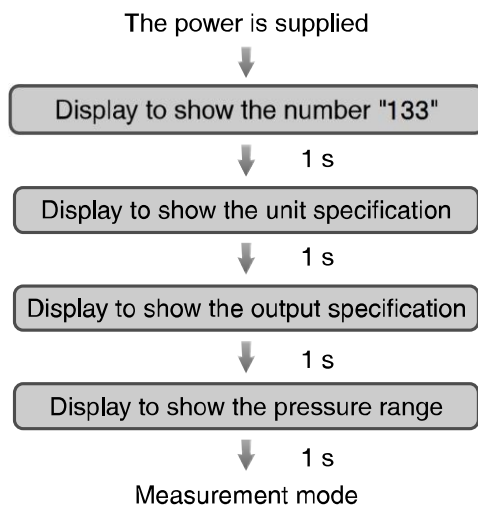 The power is supplied
Display to show the number "133"
1 s
Display to show the unit specification
1 s
Display to show the output specification
1 s
Display to show the pressure range
1 s
Measurement mode